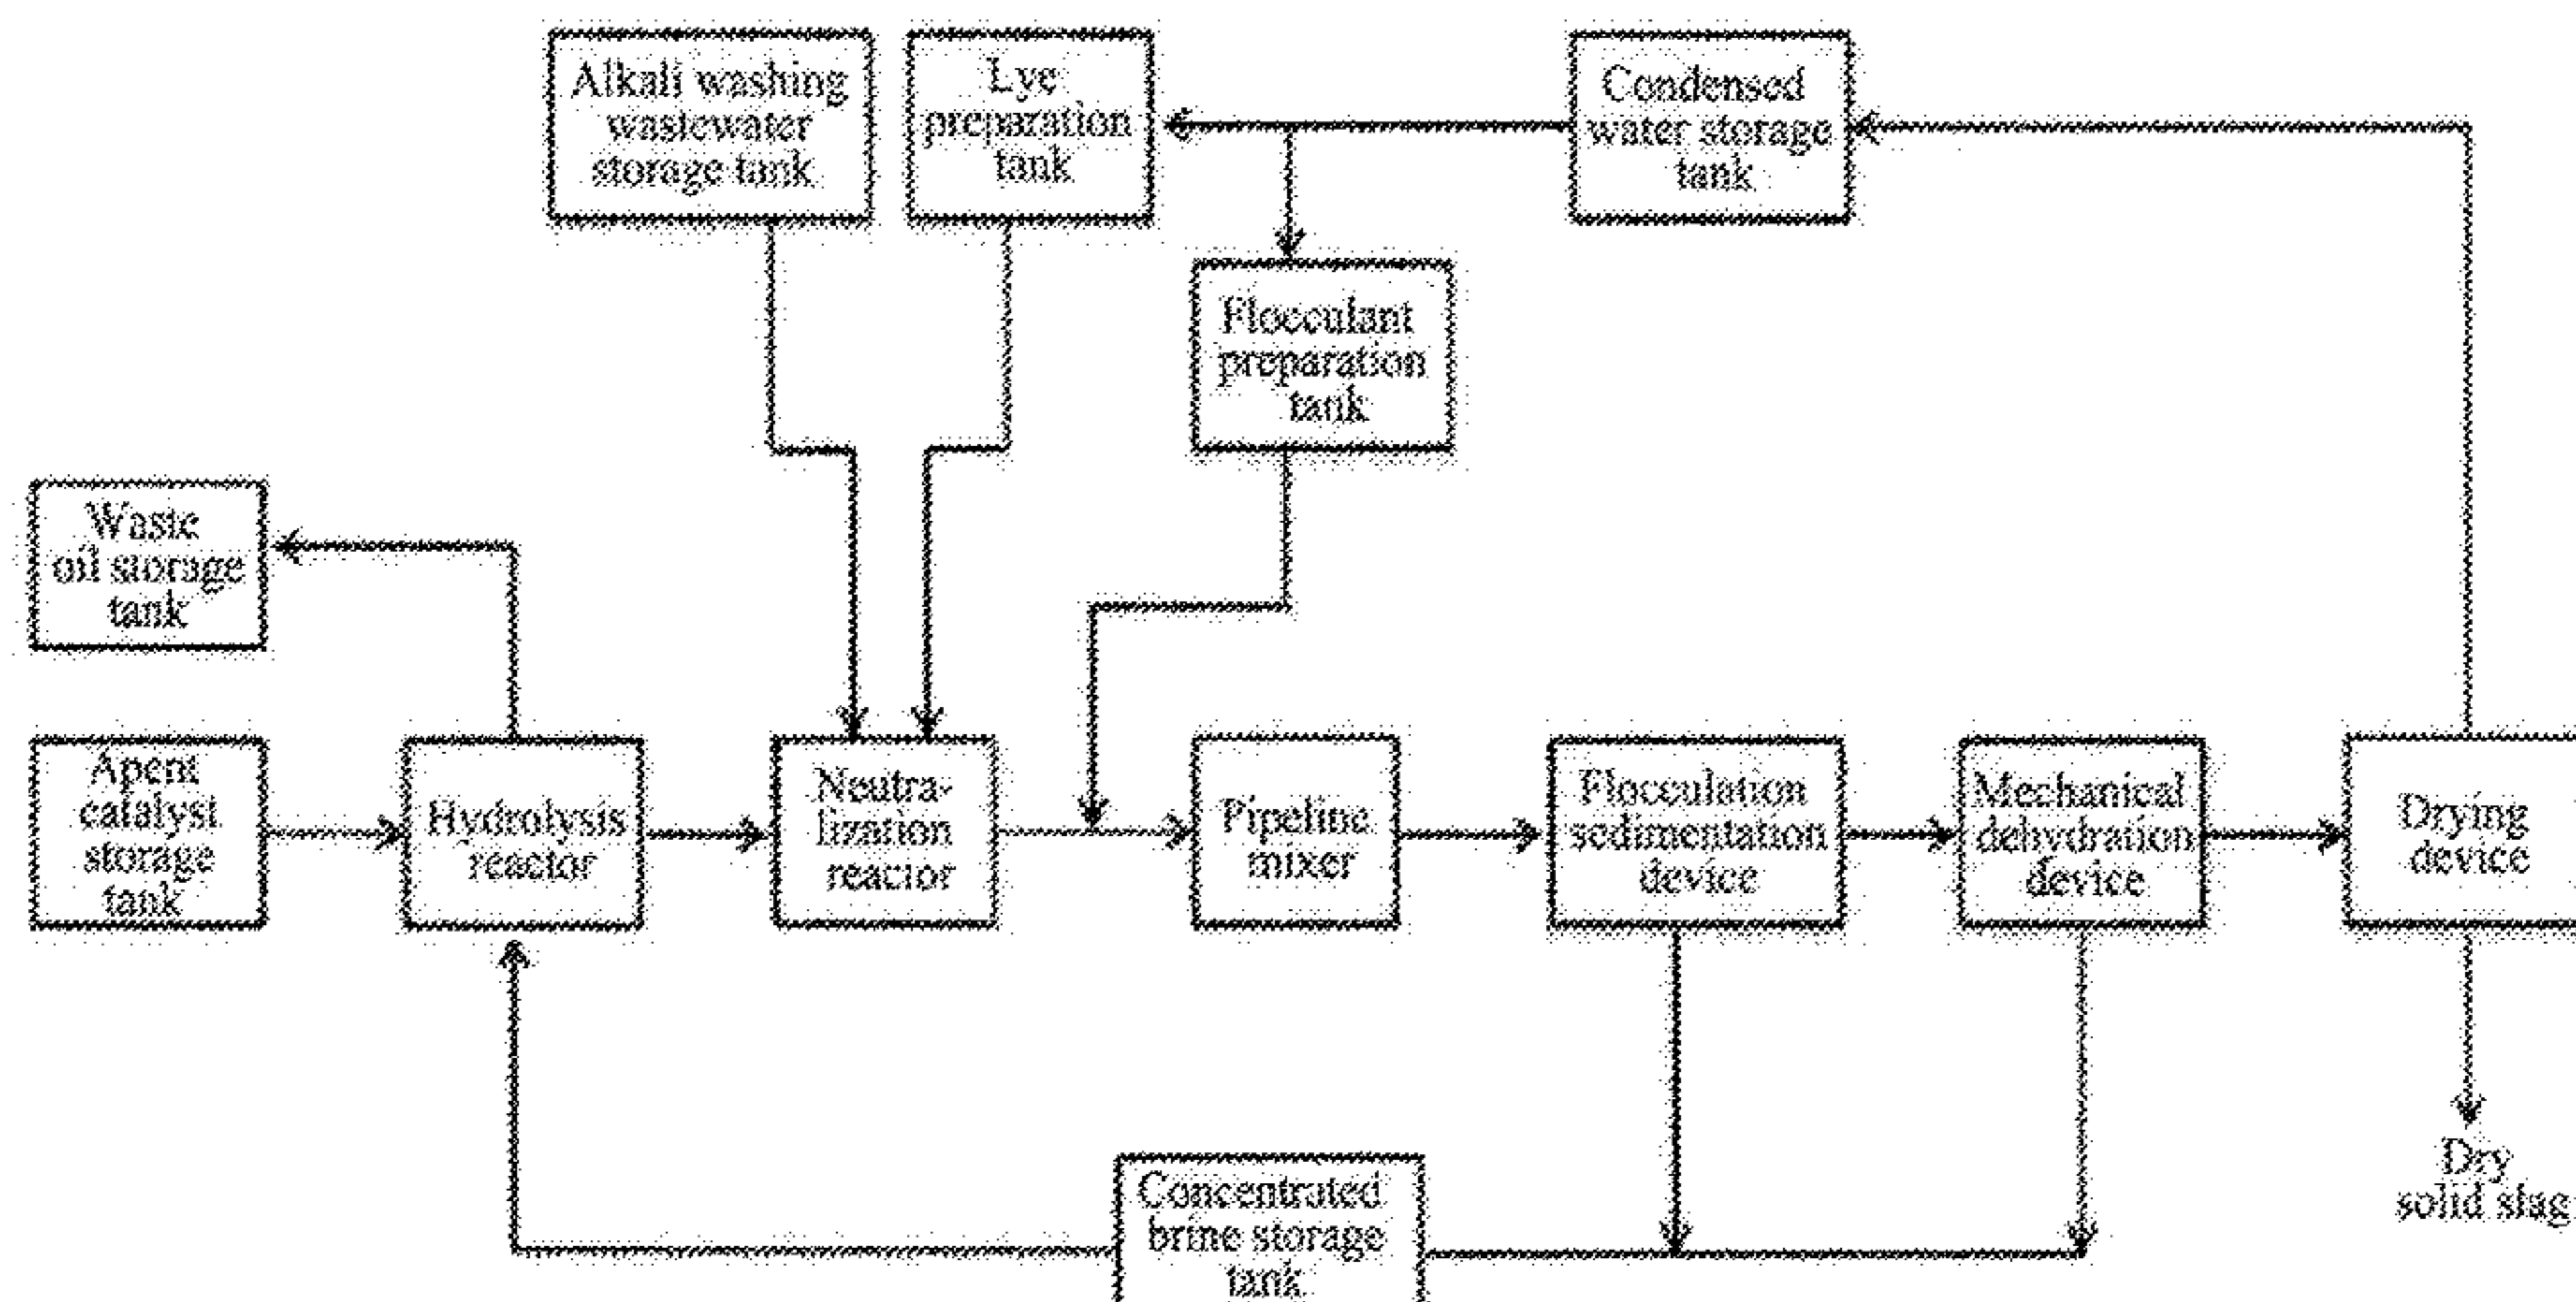 Alkali washing
wastewater
storage tank
Lye
preparation
tank
Condensed
water storage
tank
Flocculant
preparation
tank
Waste
oil storage
tank
Apent
catalyst
storage
tank
Hydrolysis
reactor
Neutra-
lization
reactor
Pipeline
mixer
Flocculation
sedimentation
device
Mechanical
dehydration
device
Drying
device
Dry
solid slag
Concentrated
brine storage
tank